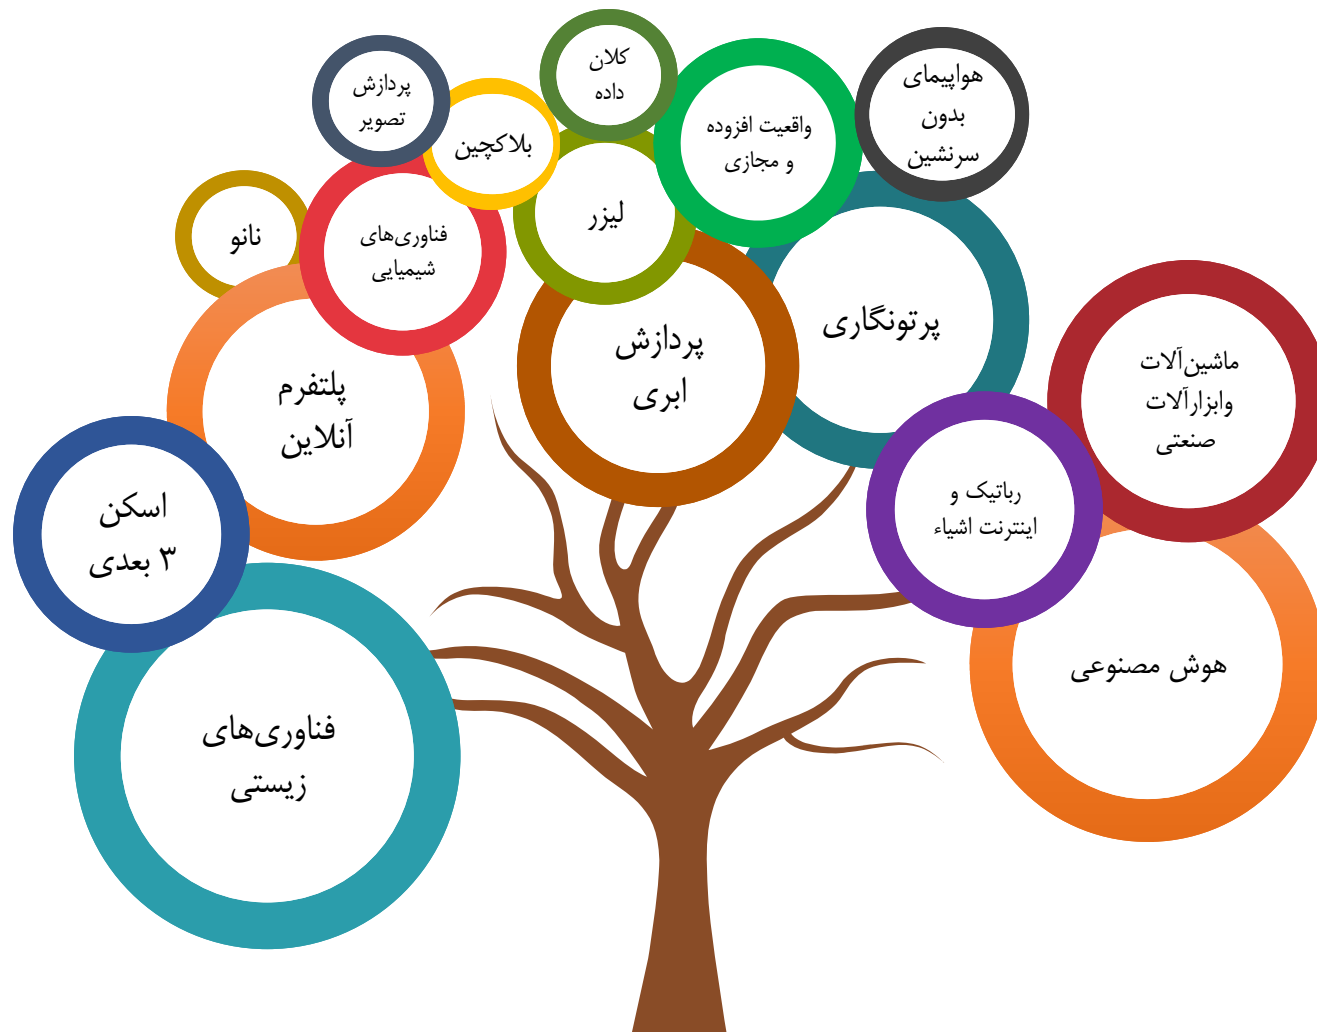 کلان
داده
هواپیمای
بدون
سرنشین
پردازش
تصویر
واقعیت افزوده
و مجازی
بلاکچین
لیزر
نانو
فناوری‌های
شیمیایی
پرتونگاری
پردازش
ابری
ماشین‌آلات
وابزارآلات
صنعتی
پلتفرم
آنلاین
رباتیک و
اینترنت اشیاء
اسکن
۳ بعدی
هوش مصنوعی
فناوری‌های
زیستی